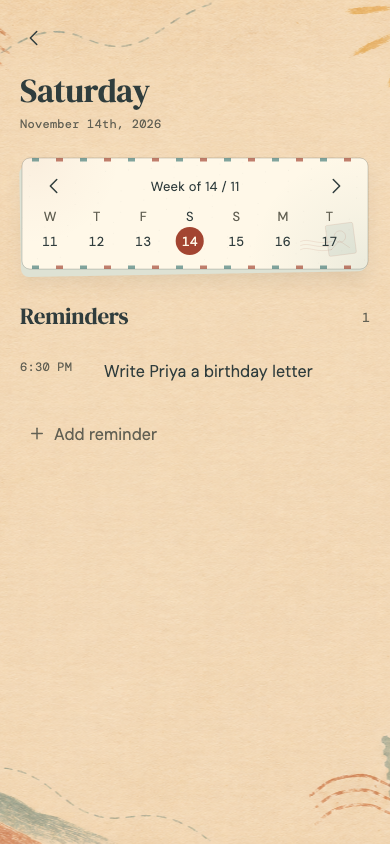 Saturday
November 14th, 2026
Week of 14 / 11
W T F S S M T
11 12 13 14 15 16 17
Reminders 1
6:30 PM Write Priya a birthday letter
+ Add reminder